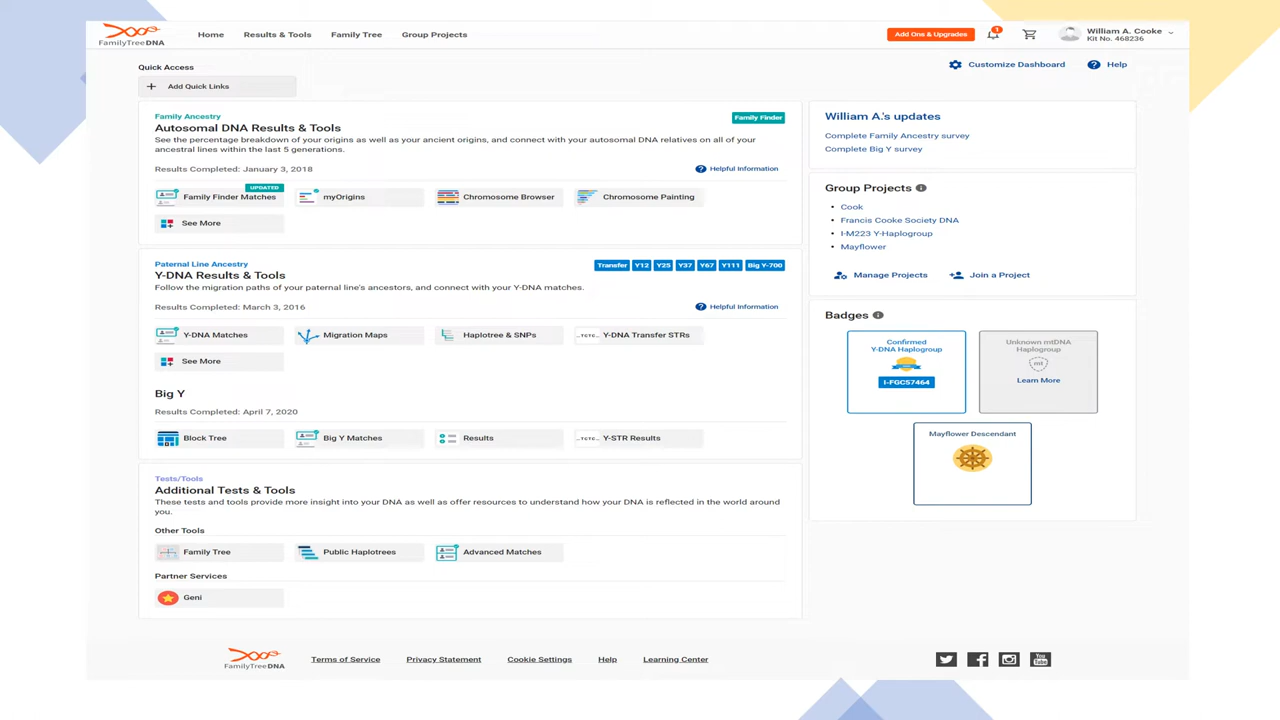 FamilyTreeDNA
Home Results & Tools Family Tree Group Projects
Add Ons & Upgrades
1
William A. Cooke
Kit No. 468236
Quick Access
Customize Dashboard Help
Add Quick Links
Family Ancestry
Family Finder
Autosomal DNA Results & Tools
See the percentage breakdown of your origins as well as your ancient origins, and connect with your autosomal DNA relatives on all of your
ancestral lines within the last 5 generations.
Results Completed: January 3, 2018
Helpful Information
UPDATED
Family Finder Matches myOrigins Chromosome Browser Chromosome Painting
See More
Paternal Line Ancestry
Transfer Y12 Y25 Y37 Y67 Y111 Big Y-700
Y-DNA Results & Tools
Follow the migration paths of your paternal line's ancestors, and connect with your Y-DNA matches.
Results Completed: March 3, 2016
Helpful Information
Y-DNA Matches Migration Maps Haplotree & SNPs ..TCTC.. Y-DNA Transfer STRs
See More
Big Y
Results Completed: April 7, 2020
Block Tree Big Y Matches Results ..TCTC.. Y-STR Results
Tests/Tools
Additional Tests & Tools
These tests and tools provide more insight into your DNA as well as offer resources to understand how your DNA is reflected in the world around
you.
Other Tools
Family Tree Public Haplotrees Advanced Matches
Partner Services
Geni
William A.'s updates
Complete Family Ancestry survey
Complete Big Y survey
Group Projects
Cook
Francis Cooke Society DNA
I-M223 Y-Haplogroup
Mayflower
Manage Projects Join a Project
Badges
Confirmed
Y-DNA Haplogroup
I-FGC57464
Unknown mtDNA
Haplogroup
mt
Learn More
Mayflower Descendant
FamilyTreeDNA
Terms of Service Privacy Statement Cookie Settings Help Learning Center
You
Tube